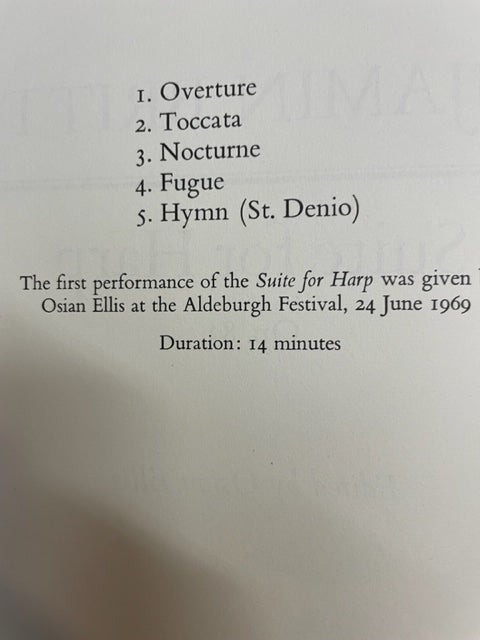 1. Overture
2. Toccata
3. Nocturne
4. Fugue
5. Hymn (St. Denio)
The first performance of the Suite for Harp was given
Osian Ellis at the Aldeburgh Festival, 24 June 1969
Duration: 14 minutes